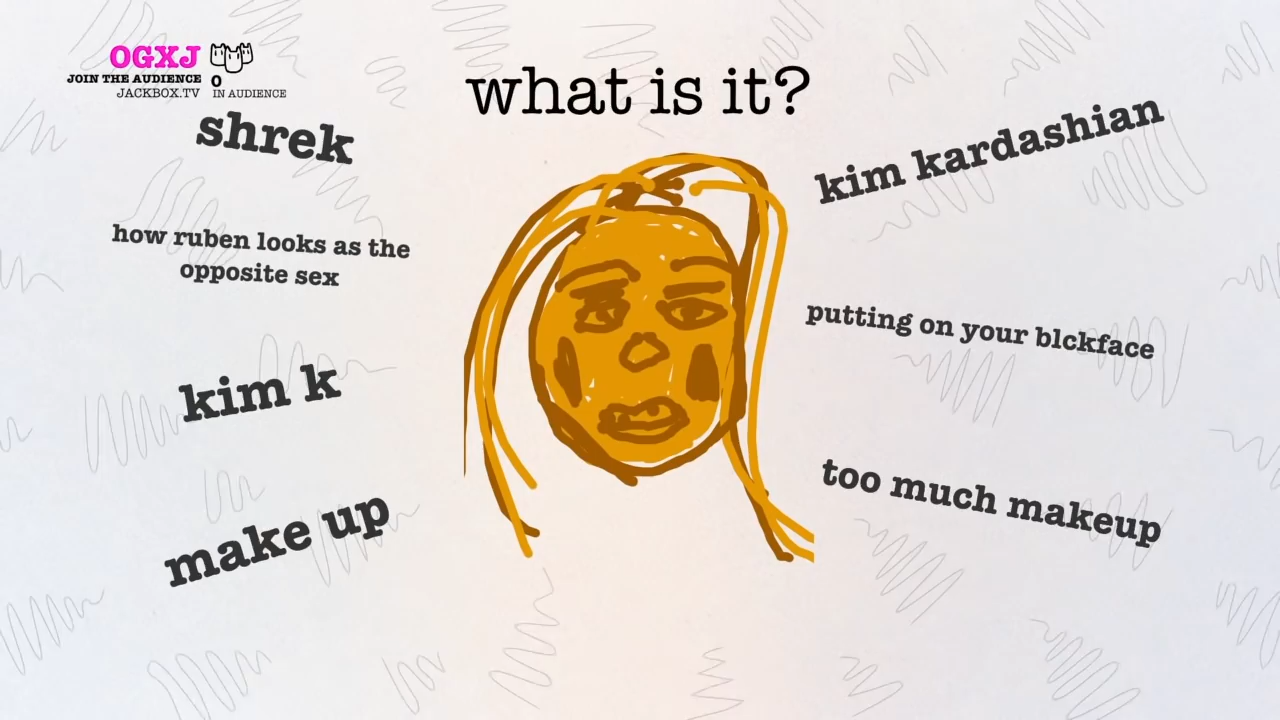 OGXJ
JOIN THE AUDIENCE
JACKBOX.TV
0
IN AUDIENCE
what is it?
shrek
how ruben looks as the
opposite sex
kim k
make up
kim kardashian
putting on your blckface
too much makeup